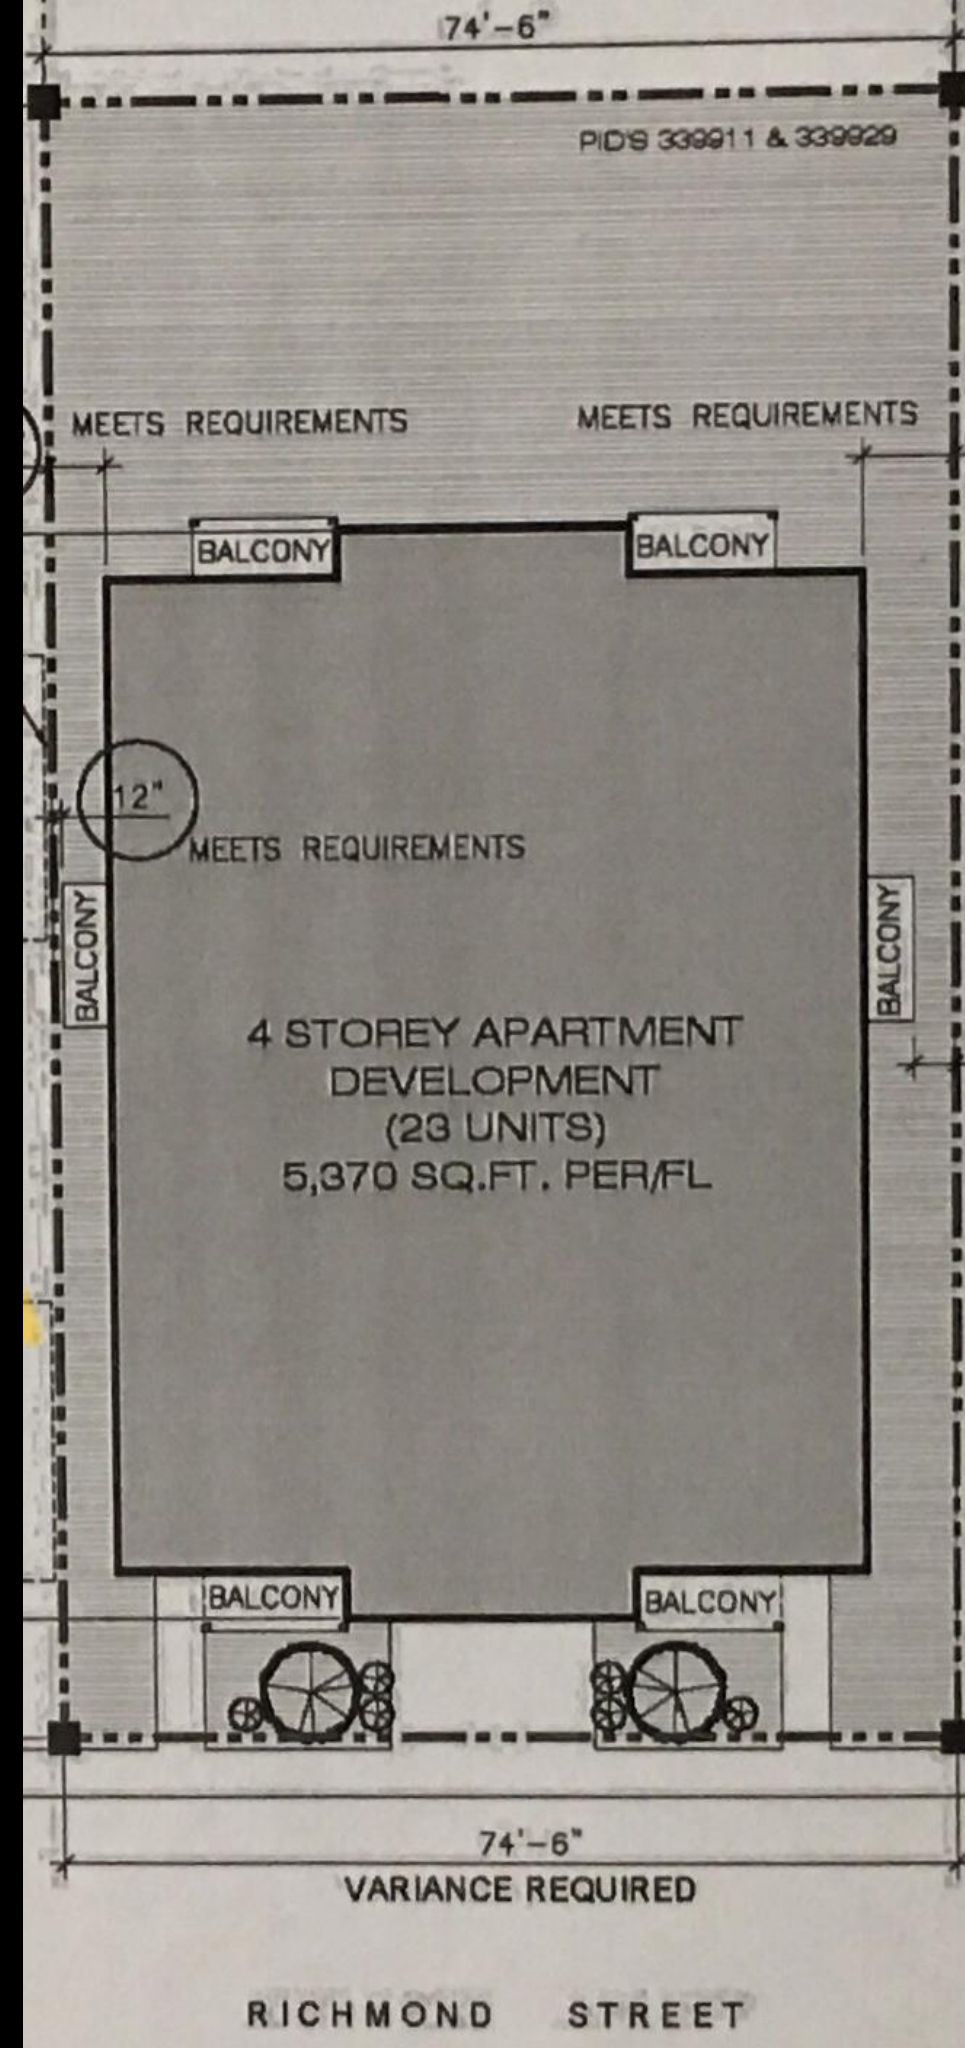 74'-6"
PID'S 339911 & 339929
MEETS REQUIREMENTS
MEETS REQUIREMENTS
BALCONY
BALCONY
12"
MEETS REQUIREMENTS
BALCONY
BALCONY
4 STOREY APARTMENT
DEVELOPMENT
(23 UNITS)
5,370 SQ.FT. PER/FL
BALCONY
BALCONY
74'-6"
VARIANCE REQUIRED
RICHMOND STREET